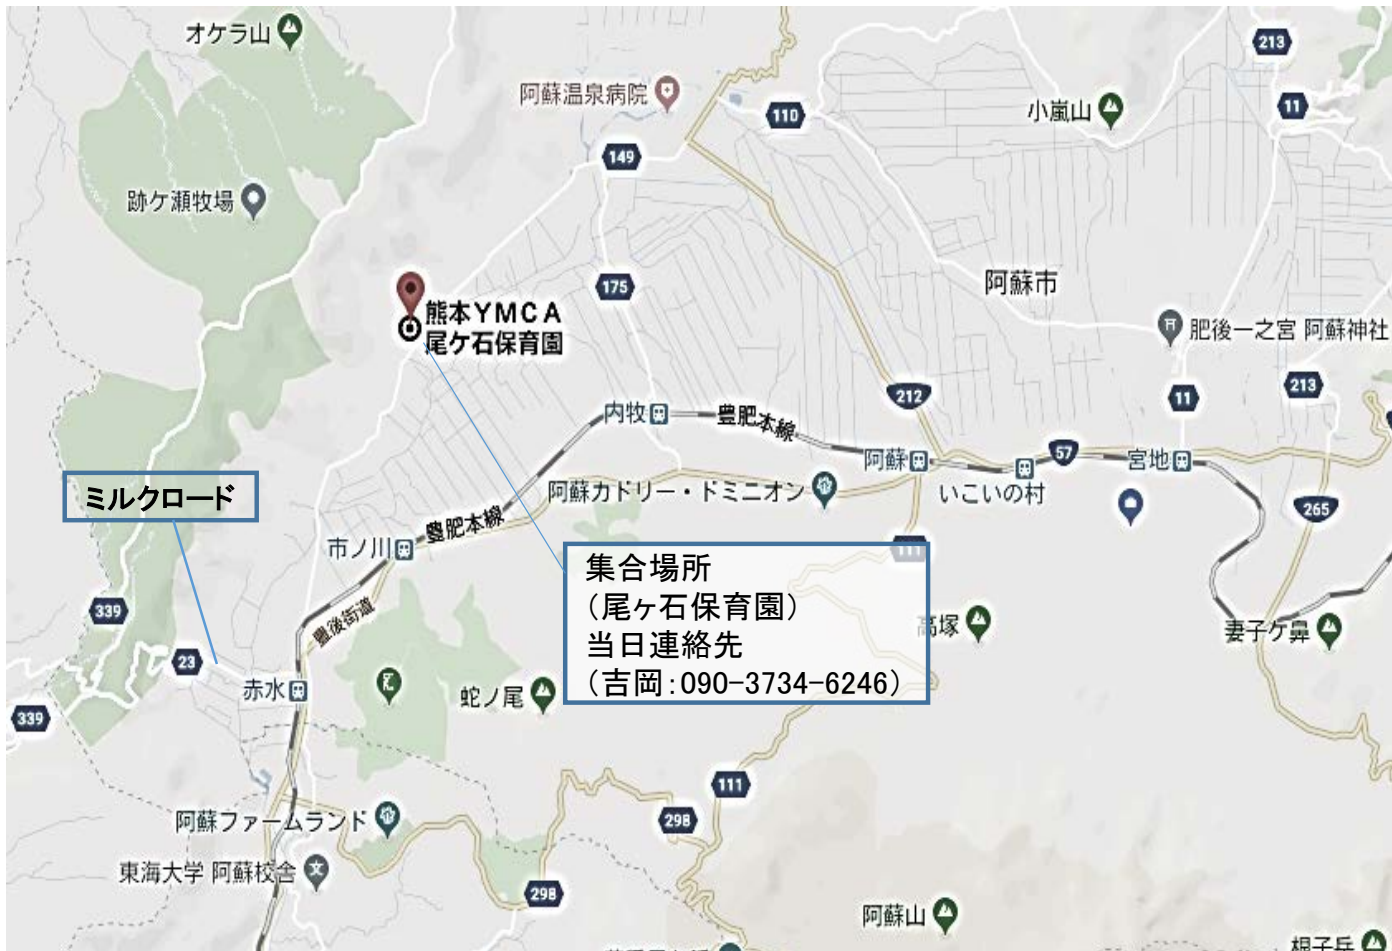 オケラ山
213
阿蘇温泉病院
110
小嵐山
11
149
跡ケ瀬牧場
175
阿蘇市
熊本YMCA
尾ケ石保育園
肥後一之宮 阿蘇神社
212
213
11
内牧
豊肥本線
阿蘇
57
宮地
いこいの村
ミルクロード
阿蘇カドリー・ドミニオン
265
豊肥本線
市ノ川
111
集合場所
(尾ヶ石保育園)
当日連絡先
(吉岡:090-3734-6246)
339
豊後街道
高塚
妻子ケ鼻
23
赤水
蛇ノ尾
339
111
阿蘇ファームランド
298
東海大学 阿蘇校舎
298
阿蘇山
根子岳